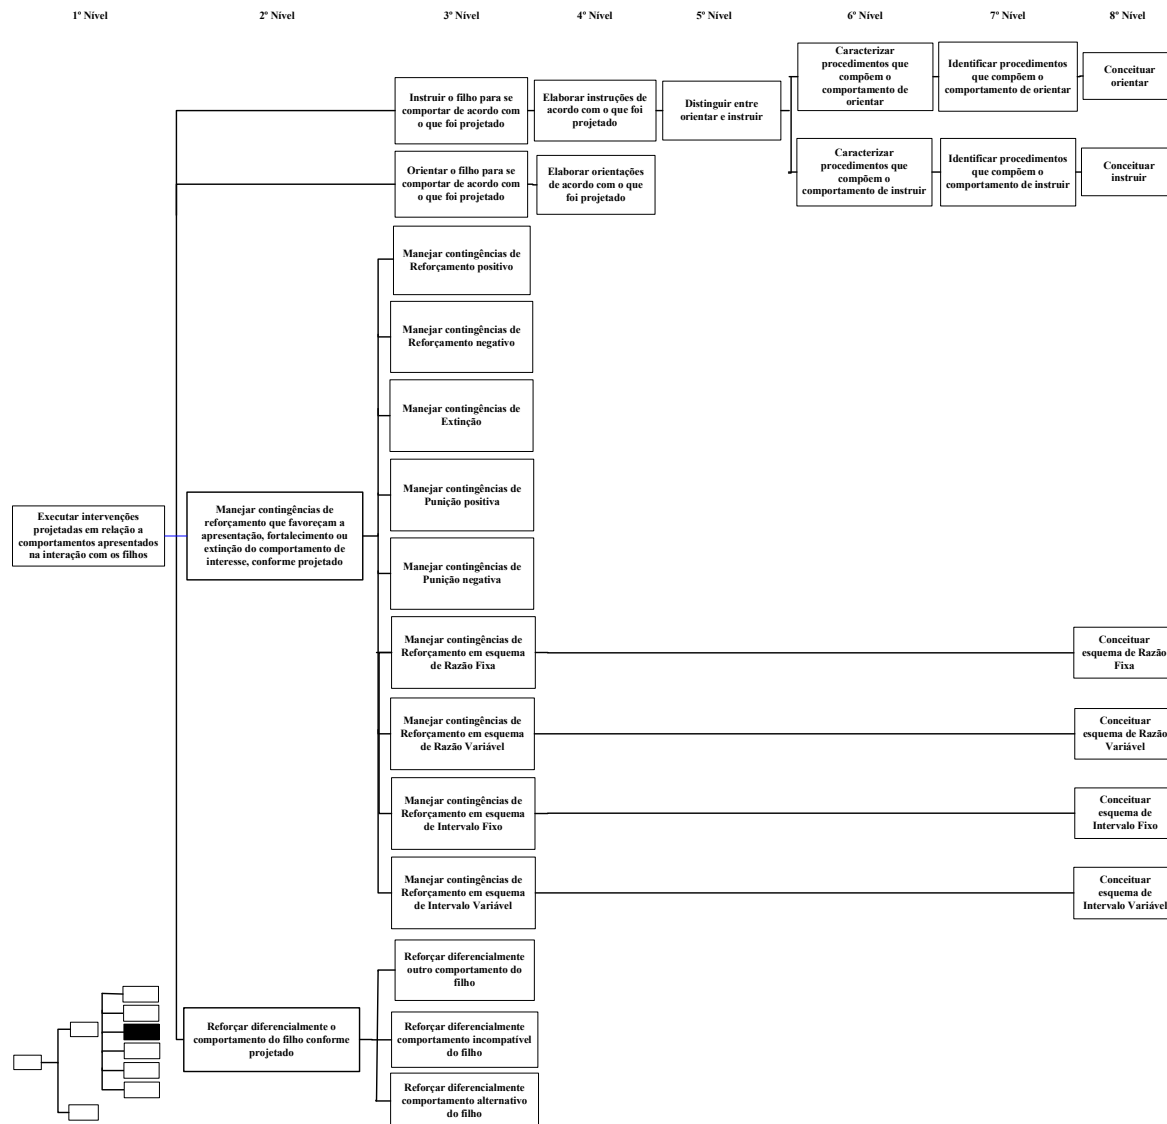 1º Nível
2º Nível
3º Nível
4º Nível
5º Nível
6º Nível
7º Nível
8º Nível
Instruir o filho para se
comportar de acordo com
o que foi projetado
Elaborar instruções de
acordo com o que foi
projetado
Distinguir entre
orientar e instruir
Caracterizar
procedimentos que
compõem o
comportamento de
orientar
Identificar procedimentos
que compõem o
comportamento de
orientar
Conceituar
orientar
Orientar o filho para se
comportar de acordo com
o que foi projetado
Elaborar orientações
de acordo com o que
foi projetado
Caracterizar
procedimentos que
compõem o
comportamento de instruir
Identificar procedimentos
que compõem o
comportamento de instruir
Conceituar
instruir
Manejar contingências de
Reforçamento positivo
Manejar contingências de
Reforçamento negativo
Manejar contingências de
Extinção
Manejar contingências de
Punição positiva
Executar intervenções
projetadas em relação a
comportamentos apresentados
na interação com os filhos
Manejar contingências de
reforçamento que favoreçam a
apresentação, fortalecimento ou
extinção do comportamento de
interesse, conforme projetado
Manejar contingências de
Punição negativa
Manejar contingências de
Reforçamento em esquema
de Razão Fixa
Conceituar
esquema de Razão
Fixa
Manejar contingências de
Reforçamento em esquema
de Razão Variável
Conceituar
esquema de Razão
Variável
Manejar contingências de
Reforçamento em esquema
de Intervalo Fixo
Conceituar
esquema de
Intervalo Fixo
Manejar contingências de
Reforçamento em esquema
de Intervalo Variável
Conceituar
esquema de
Intervalo Variável
Reforçar diferencialmente
outro comportamento do
filho
Reforçar diferencialmente o
comportamento do filho conforme
projetado
Reforçar diferencialmente
comportamento incompatível
do filho
Reforçar diferencialmente
comportamento alternativo
do filho